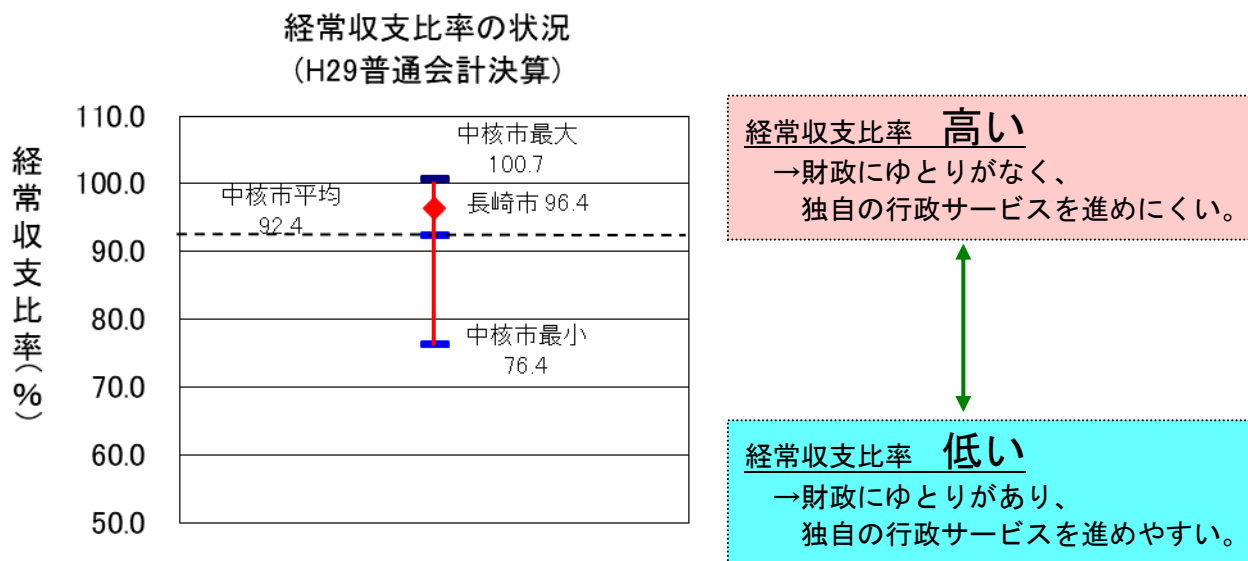 経常収支比率の状況
(H29普通会計決算)
経常収支比率(%)
110.0
100.0
90.0
80.0
70.0
60.0
50.0
中核市最大
100.7
中核市平均
92.4
長崎市 96.4
中核市最小
76.4
経常収支比率 高い
→財政にゆとりがなく、
独自の行政サービスを進めにくい。
経常収支比率 低い
→財政にゆとりがあり、
独自の行政サービスを進めやすい。